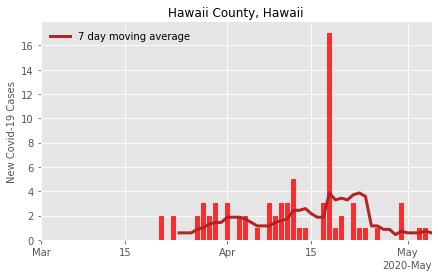 Hawaii County, Hawaii
7 day moving average
New Covid-19 Cases
16
14
12
10
8
6
4
2
0
Mar
15
Apr
15
May
2020-May